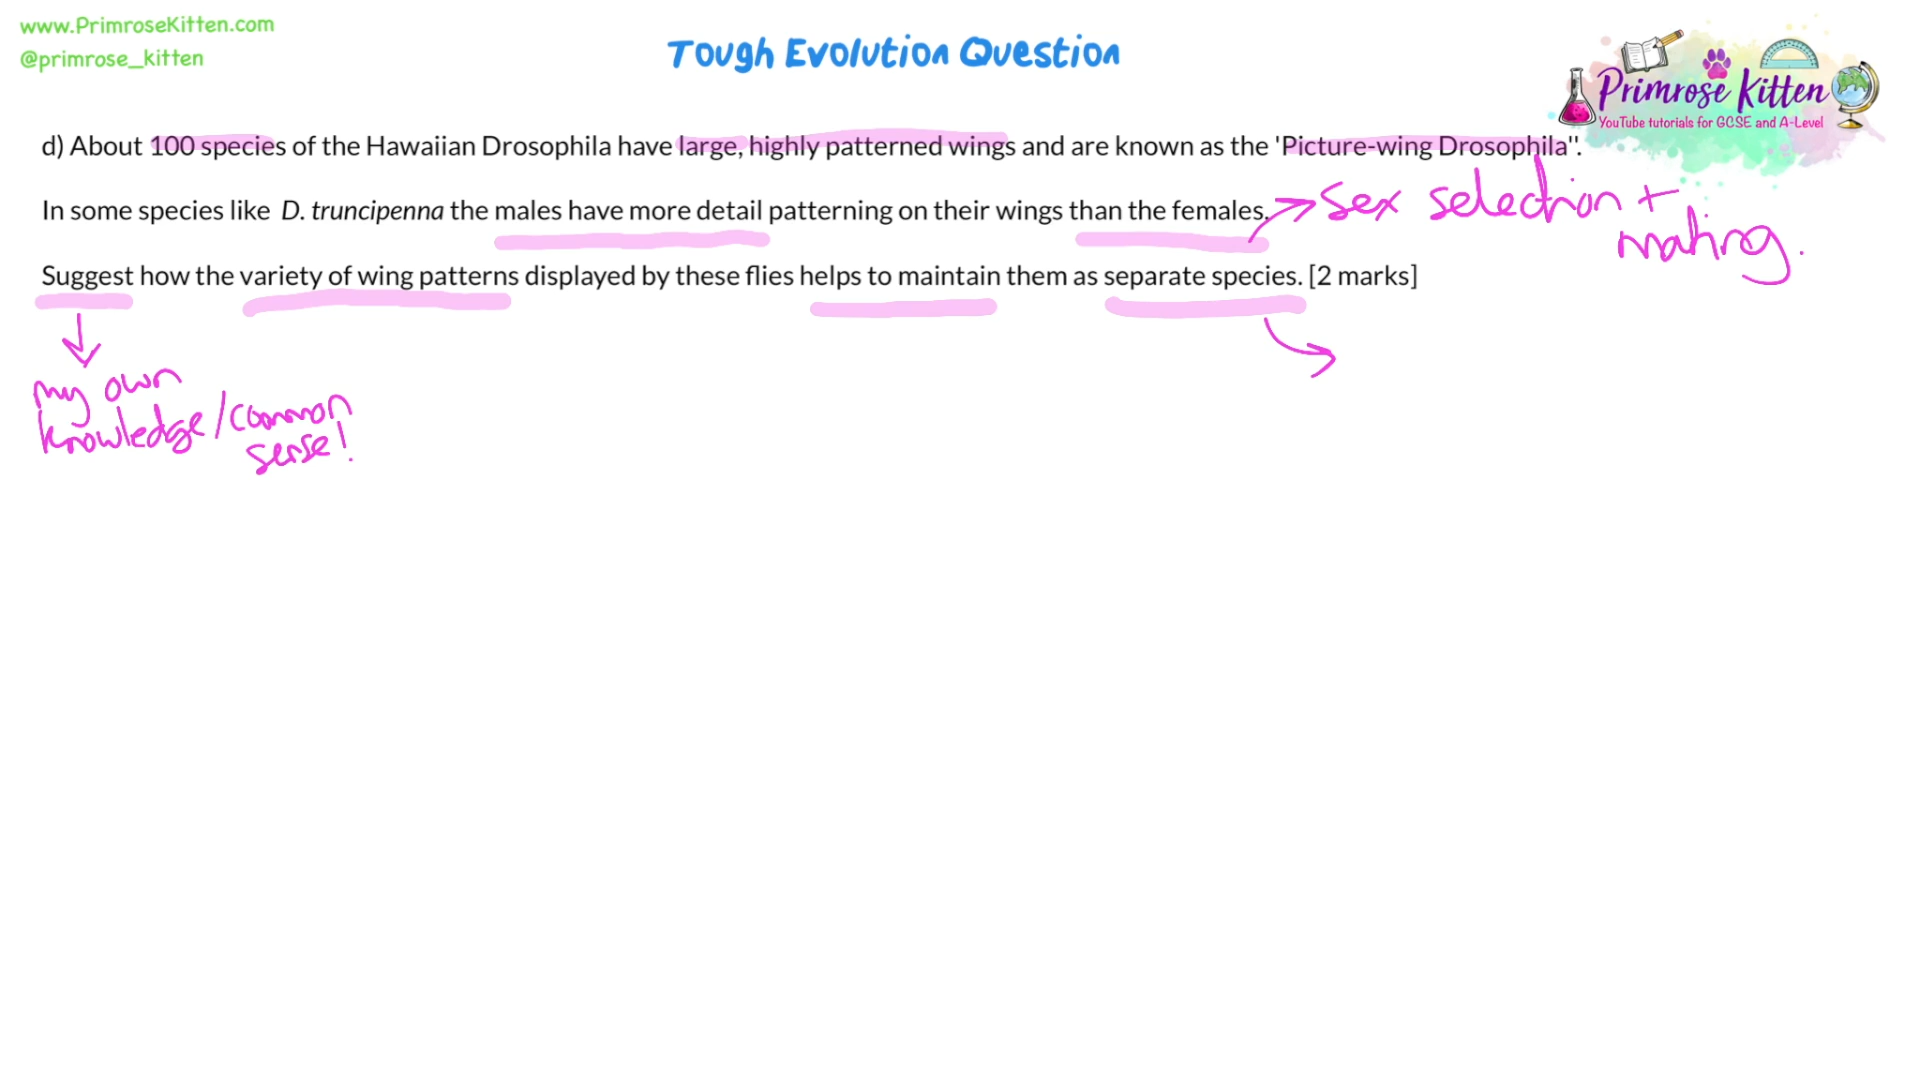 www.PrimroseKitten.com
@primrose_kitten
Tough Evolution Question
Primrose Kitten
YouTube tutorials for GCSE and A-Level
d) About 100 species of the Hawaiian Drosophila have large, highly patterned wings and are known as the 'Picture-wing Drosophila''.
In some species like D. truncipenna the males have more detail patterning on their wings than the females.
Sex selection +
mating.
Suggest how the variety of wing patterns displayed by these flies helps to maintain them as separate species. [2 marks]
my own
knowledge/common
sense!